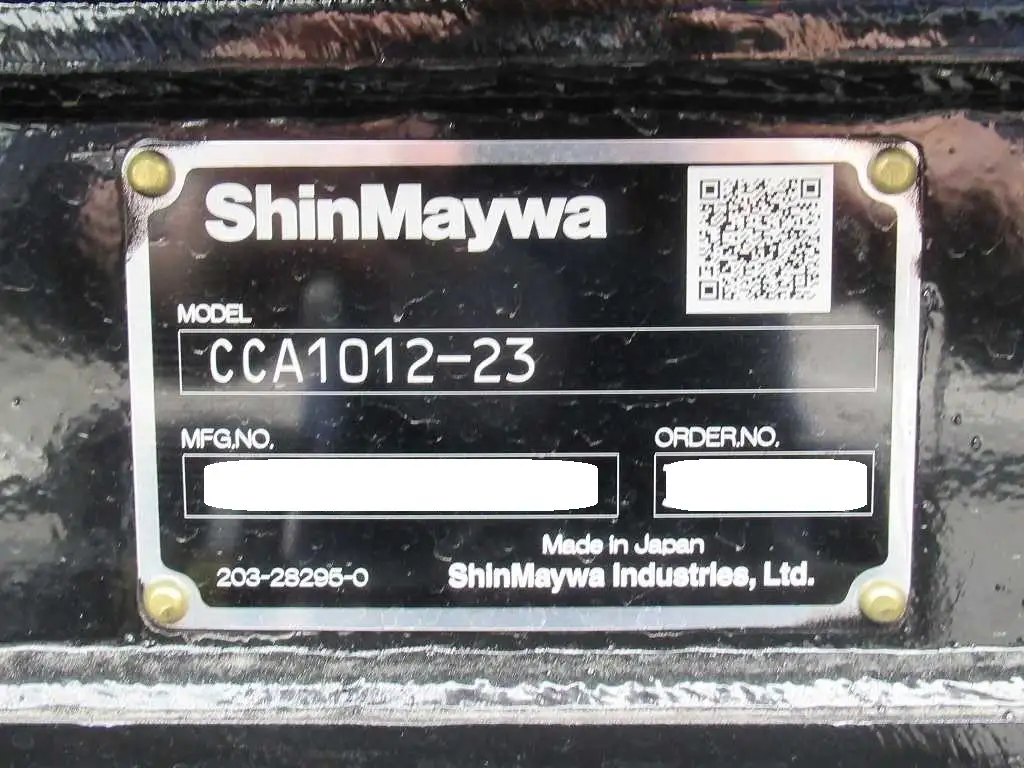 ShinMaywa
MODEL
CCA1012-23
MFG.NO.
ORDER.NO.
Made in Japan
203-28295-0
ShinMaywa Industries, Ltd.